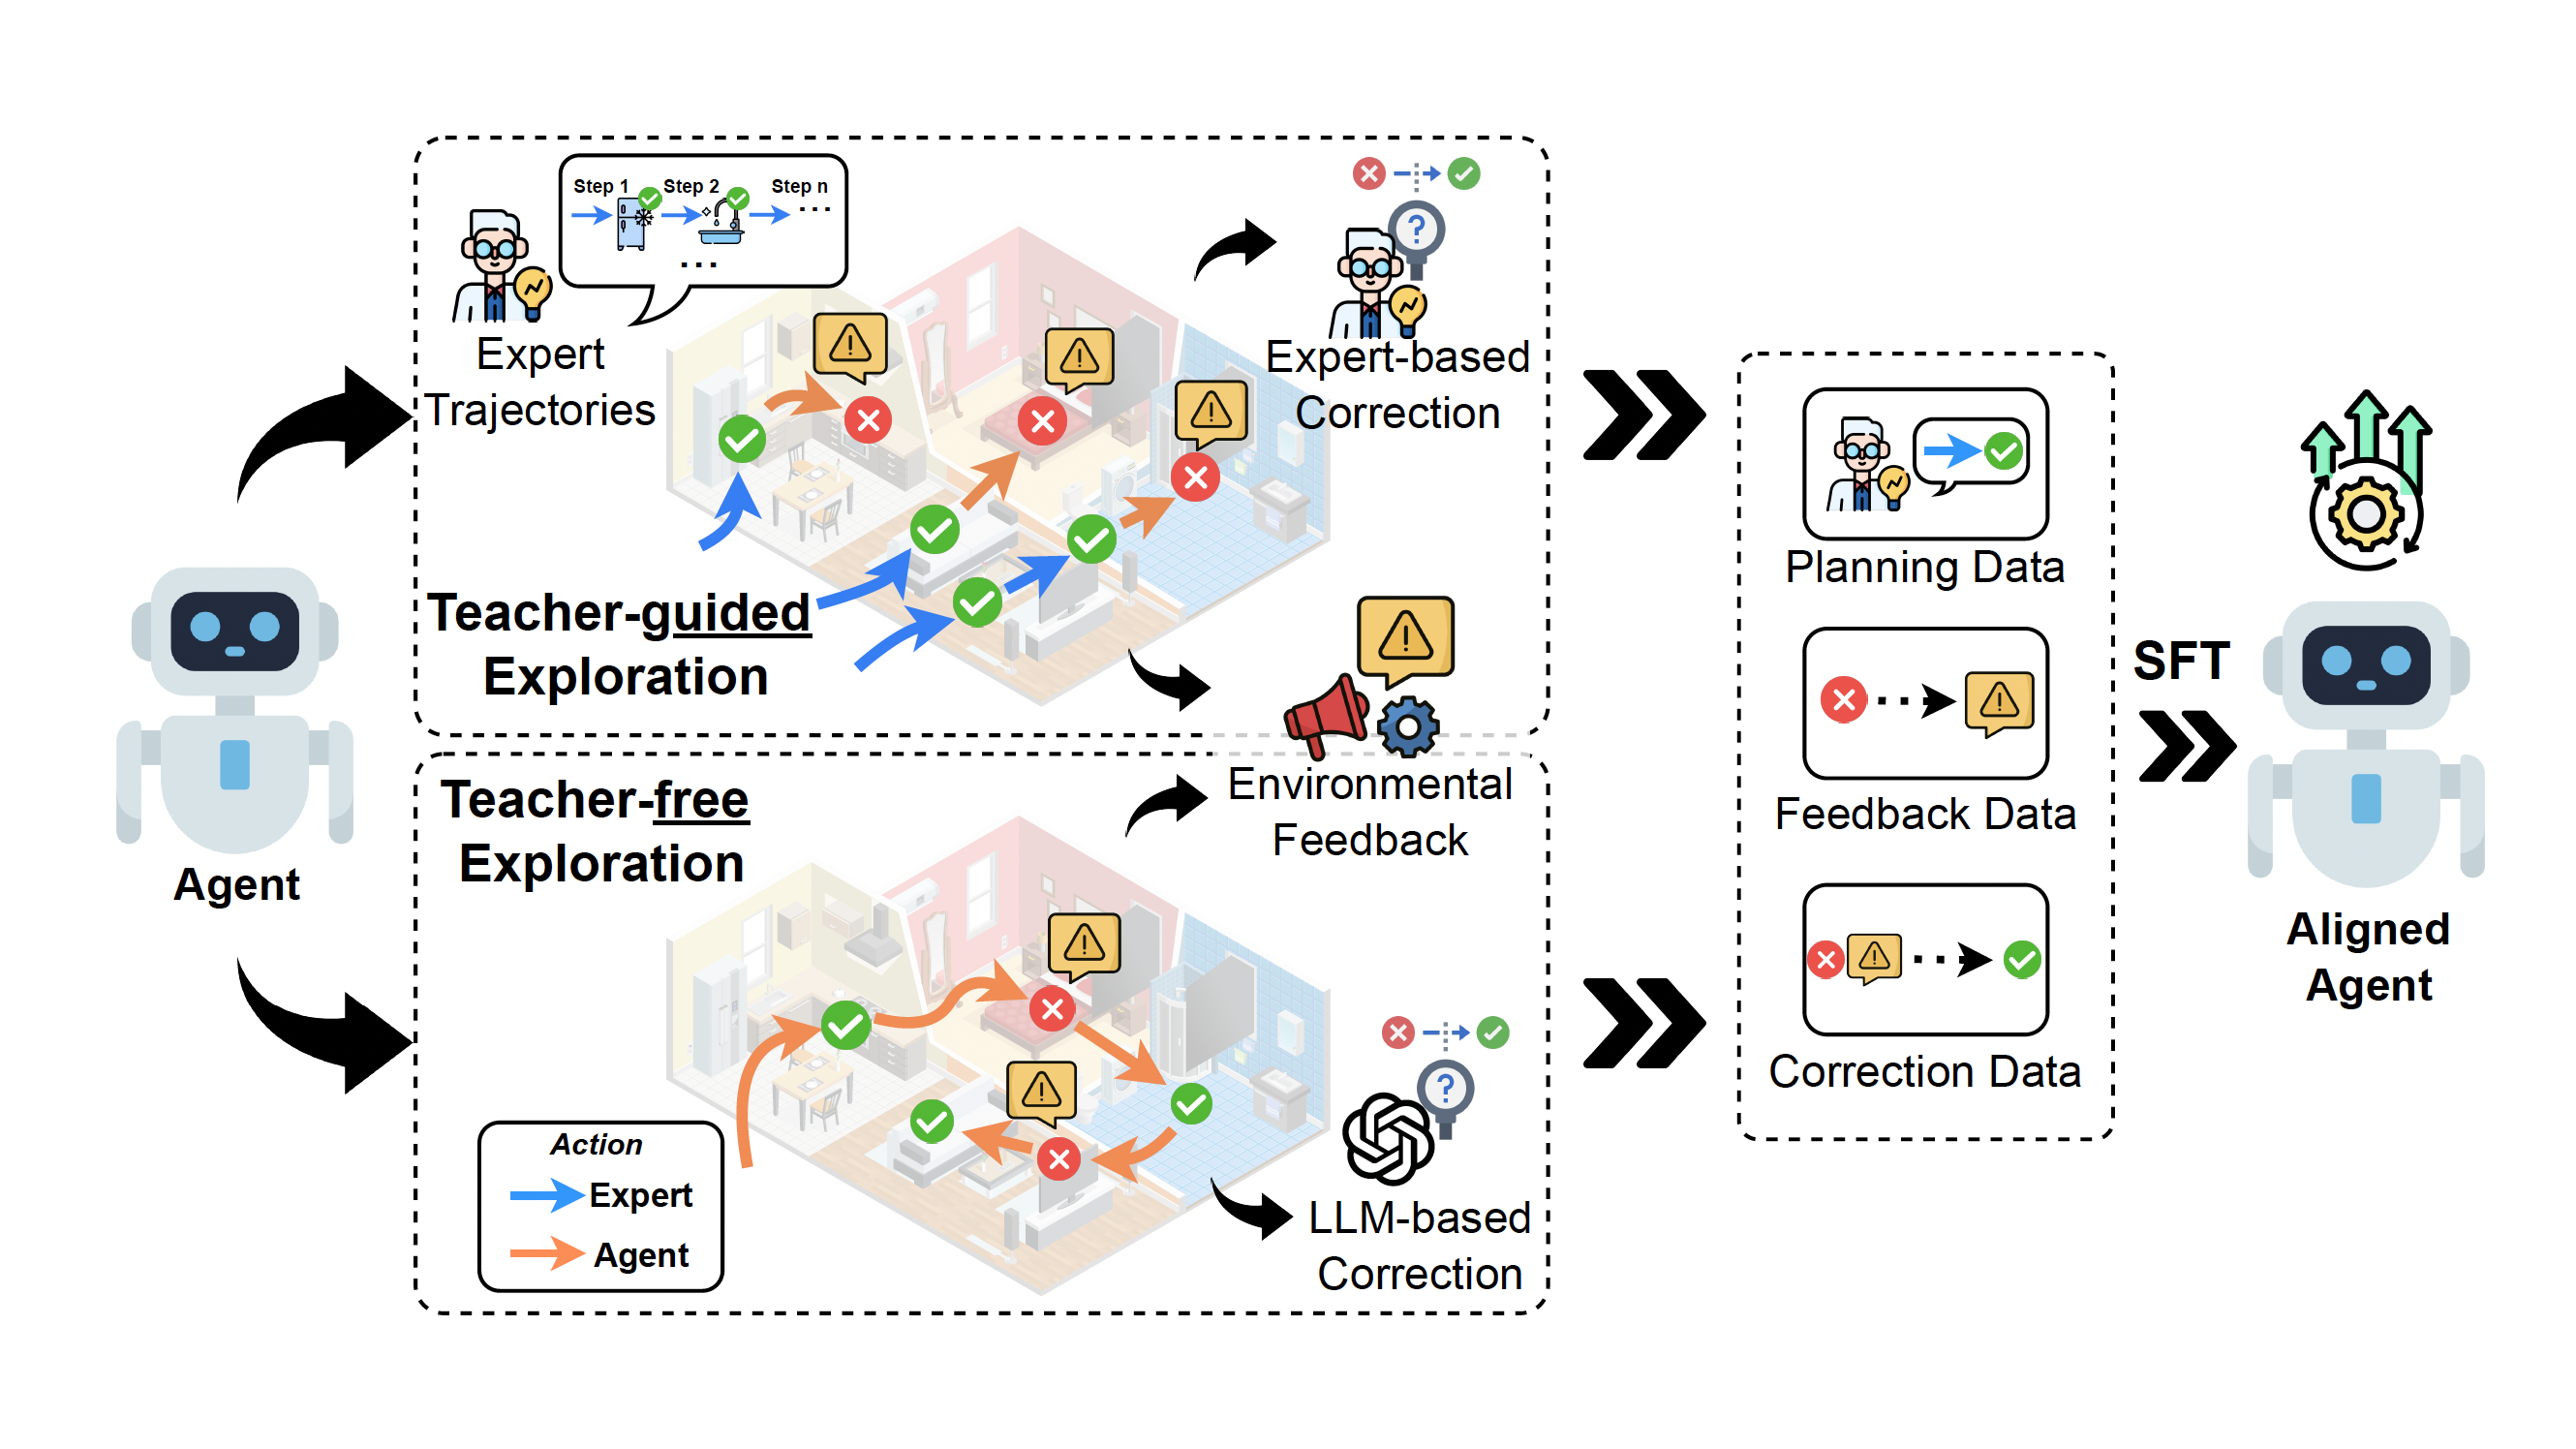 Step 1
Step 2
Step n
...
...
Expert
Trajectories
Expert-based
Correction
Teacher-guided
Exploration
Environmental
Feedback
Teacher-free
Exploration
Action
Expert
Agent
LLM-based
Correction
Agent
Planning Data
Feedback Data
Correction Data
SFT
Aligned
Agent